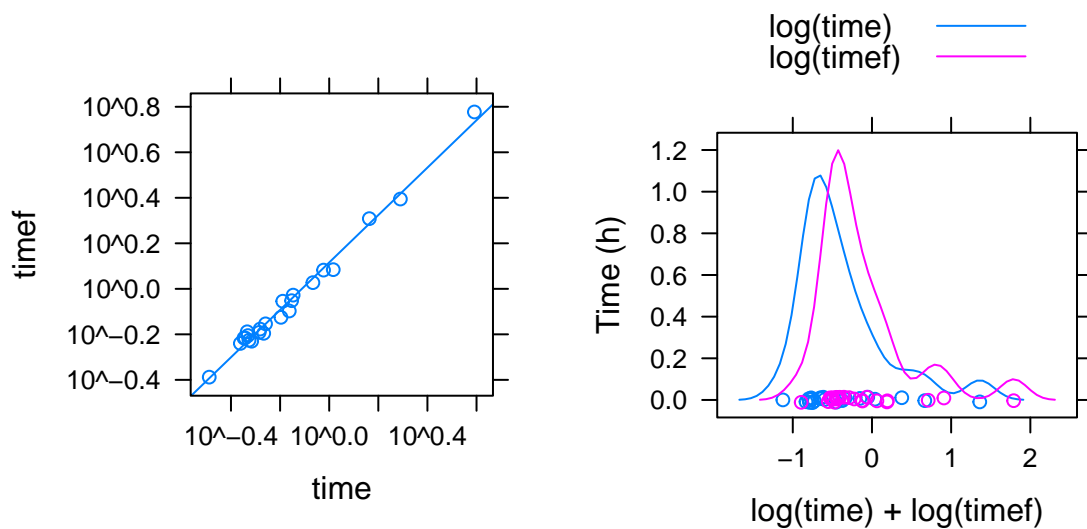 timef
10^0.8
10^0.6
10^0.4
10^0.2
10^0.0
10^−0.2
10^−0.4
10^−0.4 10^0.0 10^0.4
time
log(time)
log(timef)
Time (h)
1.2
1.0
0.8
0.6
0.4
0.2
0.0
−1 0 1 2
log(time) + log(timef)